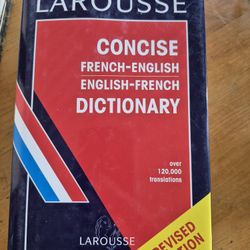 LAROUSSE
CONCISE
FRENCH-ENGLISH
ENGLISH-FRENCH
DICTIONARY
over
120,000
translations
REVISED
LAROUSSE